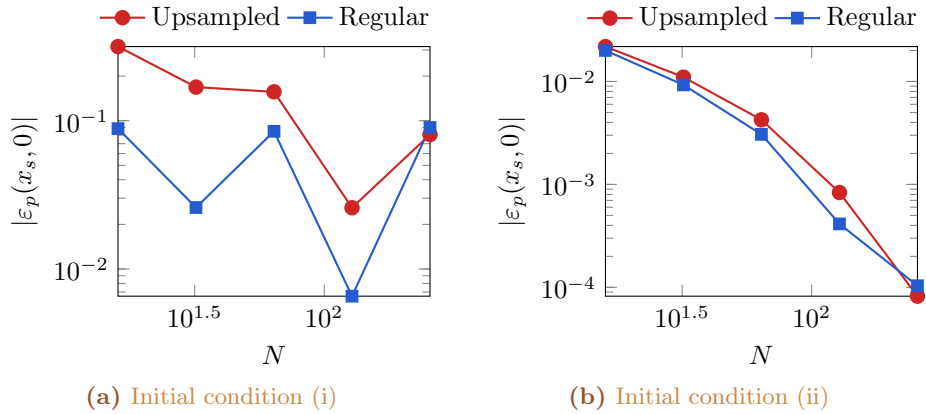 Upsampled Regular
10^{-1}
10^{-2}
|ε_p(x_s, 0)|
10^{1.5} 10^2
N
(a) Initial condition (i)
Upsampled Regular
10^{-2}
10^{-3}
10^{-4}
|ε_p(x_s, 0)|
10^{1.5} 10^2
N
(b) Initial condition (ii)